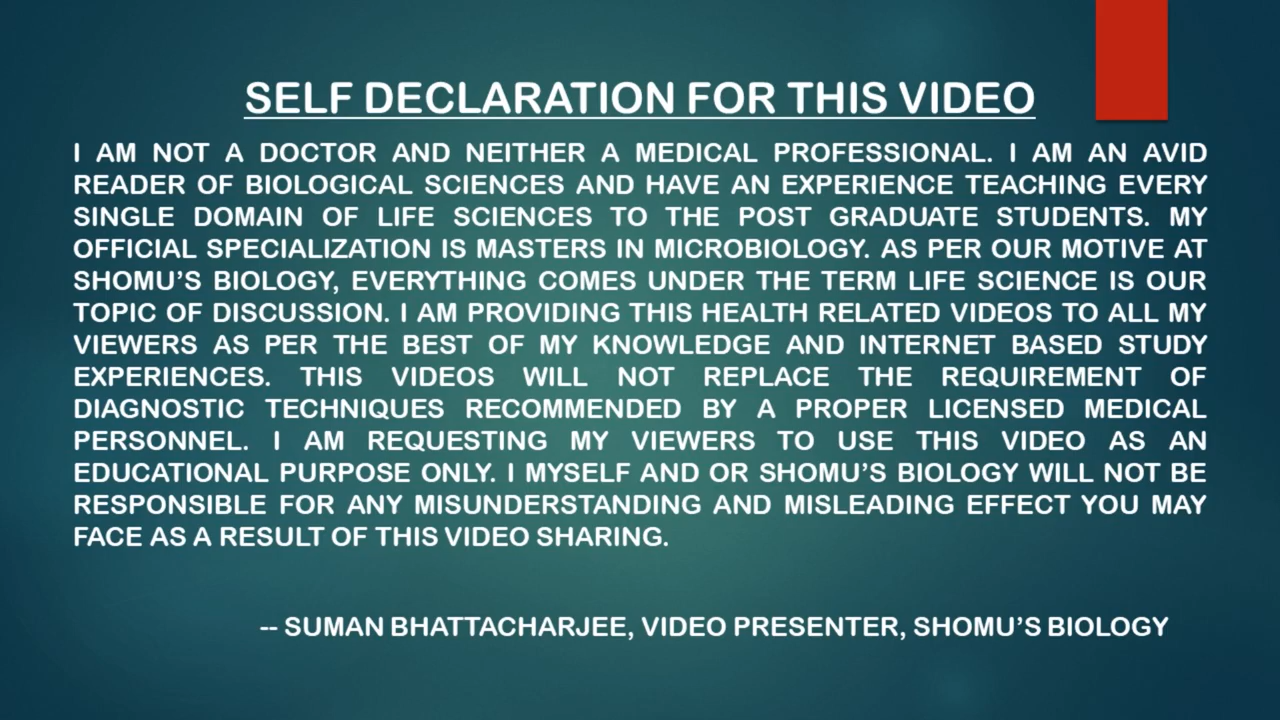 SELF DECLARATION FOR THIS VIDEO
I AM NOT A DOCTOR AND NEITHER A MEDICAL PROFESSIONAL. I AM AN AVID
READER OF BIOLOGICAL SCIENCES AND HAVE AN EXPERIENCE TEACHING EVERY
SINGLE DOMAIN OF LIFE SCIENCES TO THE POST GRADUATE STUDENTS. MY
OFFICIAL SPECIALIZATION IS MASTERS IN MICROBIOLOGY. AS PER OUR MOTIVE AT
SHOMU’S BIOLOGY, EVERYTHING COMES UNDER THE TERM LIFE SCIENCE IS OUR
TOPIC OF DISCUSSION. I AM PROVIDING THIS HEALTH RELATED VIDEOS TO ALL MY
VIEWERS AS PER THE BEST OF MY KNOWLEDGE AND INTERNET BASED STUDY
EXPERIENCES. THIS VIDEOS WILL NOT REPLACE THE REQUIREMENT OF
DIAGNOSTIC TECHNIQUES RECOMMENDED BY A PROPER LICENSED MEDICAL
PERSONNEL. I AM REQUESTING MY VIEWERS TO USE THIS VIDEO AS AN
EDUCATIONAL PURPOSE ONLY. I MYSELF AND OR SHOMU’S BIOLOGY WILL NOT BE
RESPONSIBLE FOR ANY MISUNDERSTANDING AND MISLEADING EFFECT YOU MAY
FACE AS A RESULT OF THIS VIDEO SHARING.
-- SUMAN BHATTACHARJEE, VIDEO PRESENTER, SHOMU’S BIOLOGY